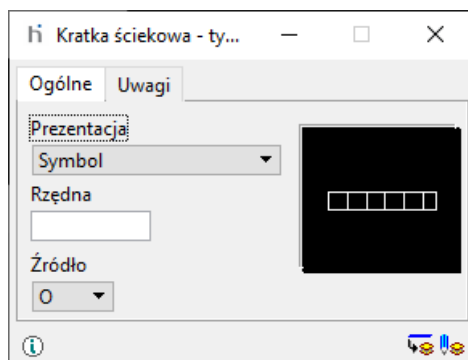 Kratka ściekowa - ty...
Ogólne
Uwagi
Prezentacja
Symbol
Rzędna
Źródło
O